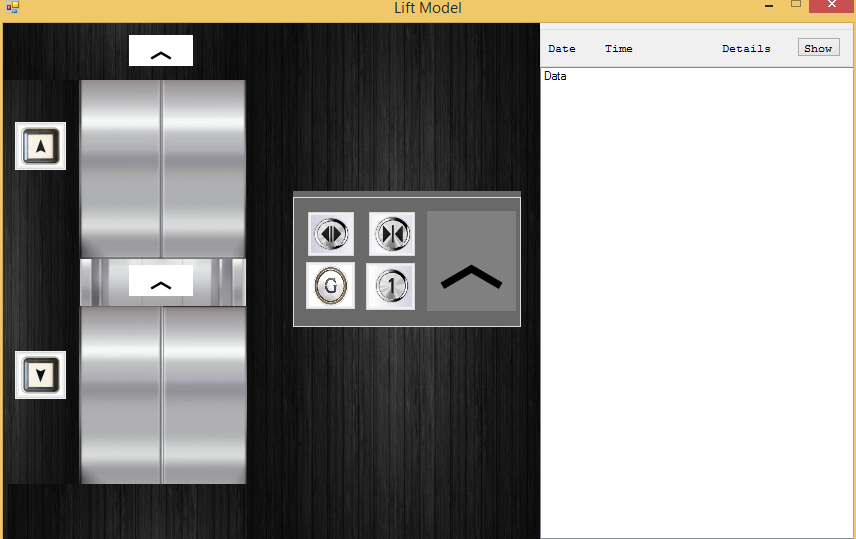 Lift Model
Date Time Details Show
Data
G 1